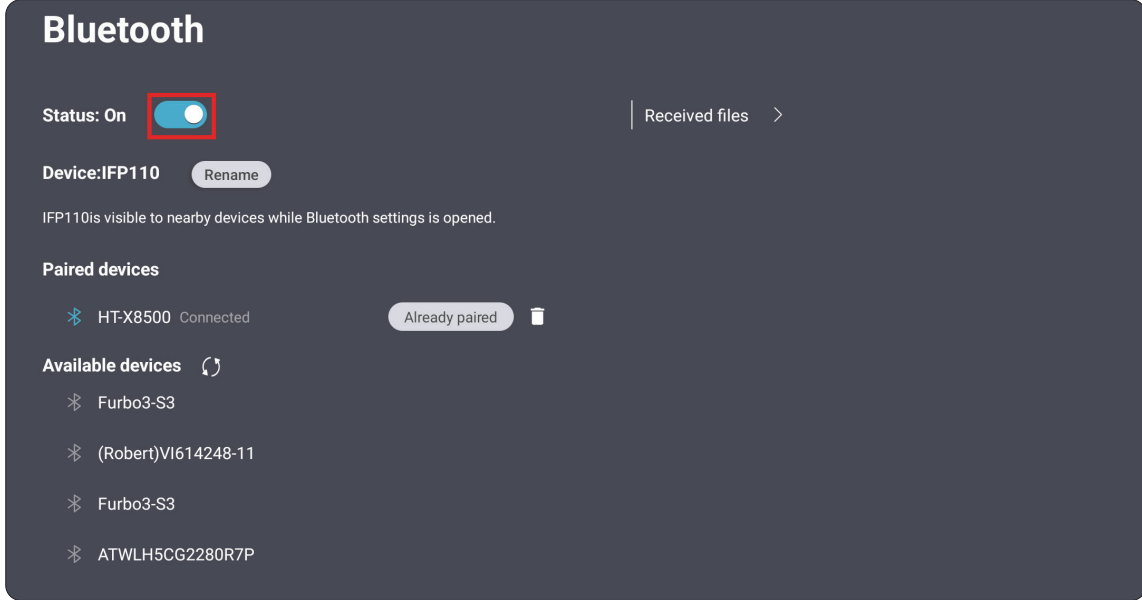 Bluetooth
Status: On
Received files
Device:IFP110
Rename
IFP110is visible to nearby devices while Bluetooth settings is opened.
Paired devices
HT-X8500 Connected
Already paired
Available devices
Furbo3-S3
(Robert)VI614248-11
Furbo3-S3
ATWLH5CG2280R7P